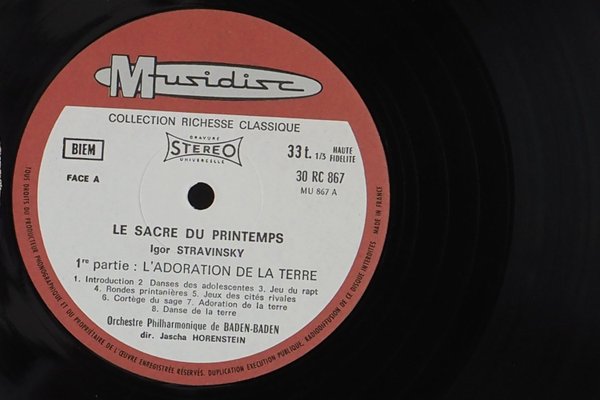 Musidisc
COLLECTION RICHESSE CLASSIQUE
BIEM
GRAVURE
STEREO
UNIVERSELLE
33 t. 1/3 HAUTE
FIDELITE
FACE A
30 RC 867
MU 867 A
LE SACRE DU PRINTEMPS
Igor STRAVINSKY
1re partie : L'ADORATION DE LA TERRE
1. Introduction 2 Danses des adolescentes 3. Jeu du rapt
4. Rondes printanières 5. Jeux des cités rivales
6. Cortège du sage 7. Adoration de la terre
8. Danse de la terre
Orchestre Philharmonique de BADEN-BADEN
dir. Jascha HORENSTEIN
TOUS DROITS DU PRODUCTEUR PHONOGRAPHIQUE ET DU PROPRIÉTAIRE DE L'ŒUVRE ENREGISTRÉE RÉSERVÉS. DUPLICATION EXÉCUTION PUBLIQUE, RADIODIFFUSION DE CE DISQUE INTERDITES
MADE IN FRANCE